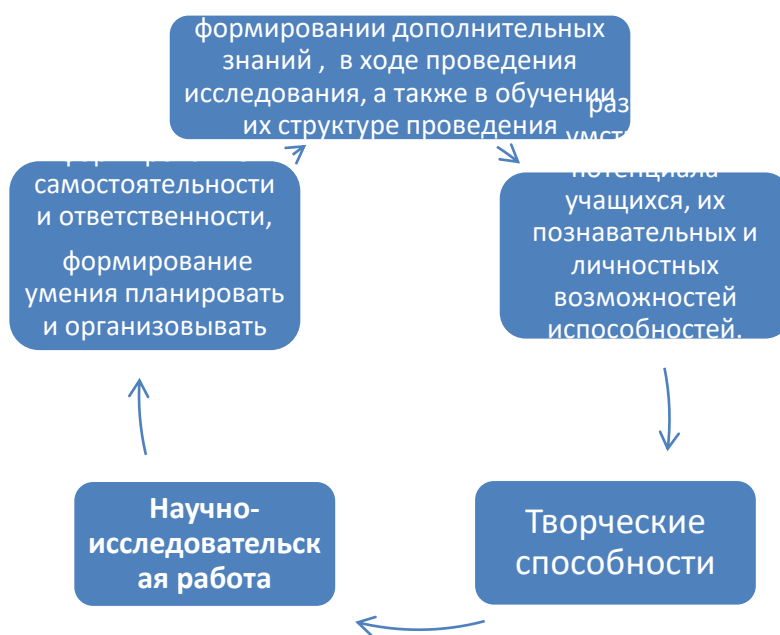 формировании дополнительных
знаний , в ходе проведения
исследования, а также в обучении
их структуре проведения
самостоятельности
и ответственности,
формирование
умения планировать
и организовывать
потенциала
учащихся, их
познавательных и
личностных
возможностей
испособностей.
Научно-
исследовательск
ая работа
Творческие
способности